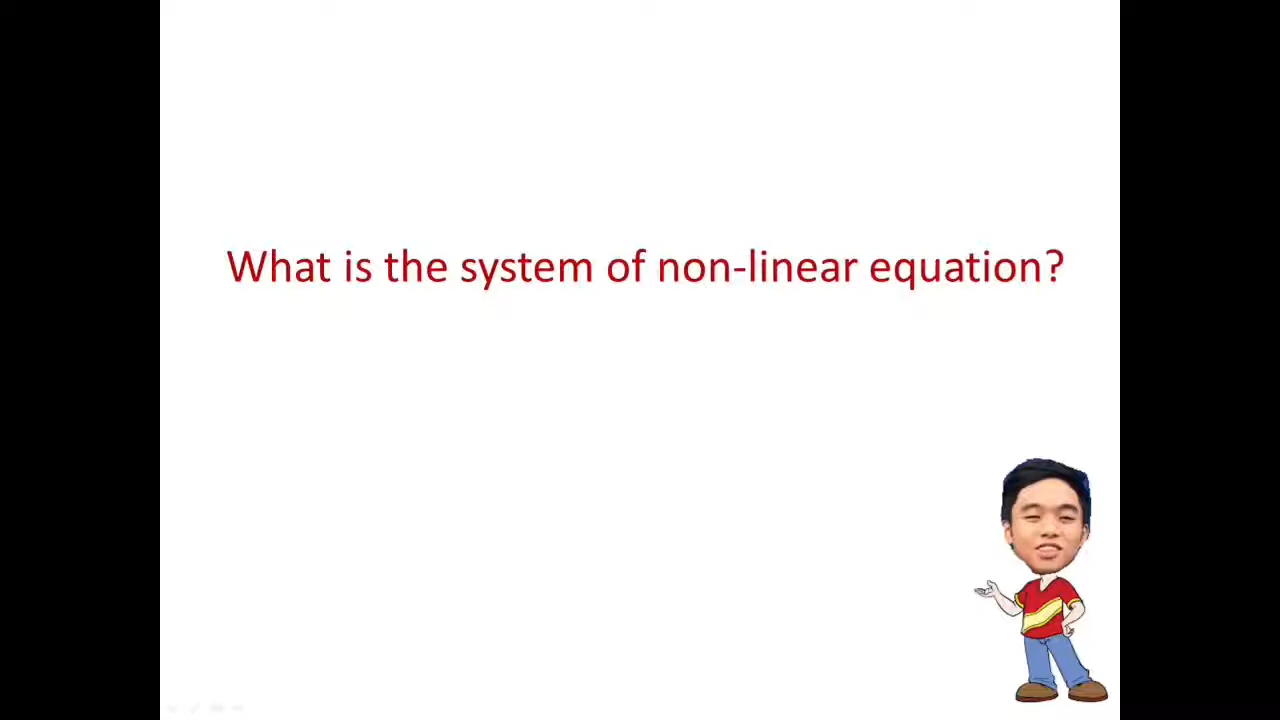 What is the system of non-linear equation?